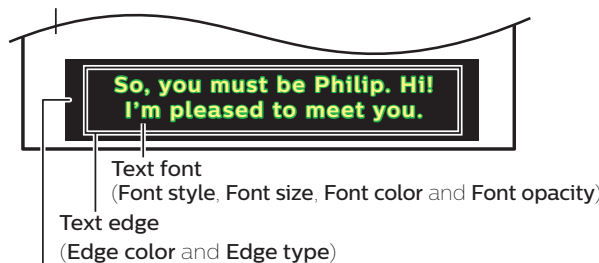 So, you must be Philip. Hi!
I'm pleased to meet you.
Text font
(Font style, Font size, Font color and Font opacity)
Text edge
(Edge color and Edge type)